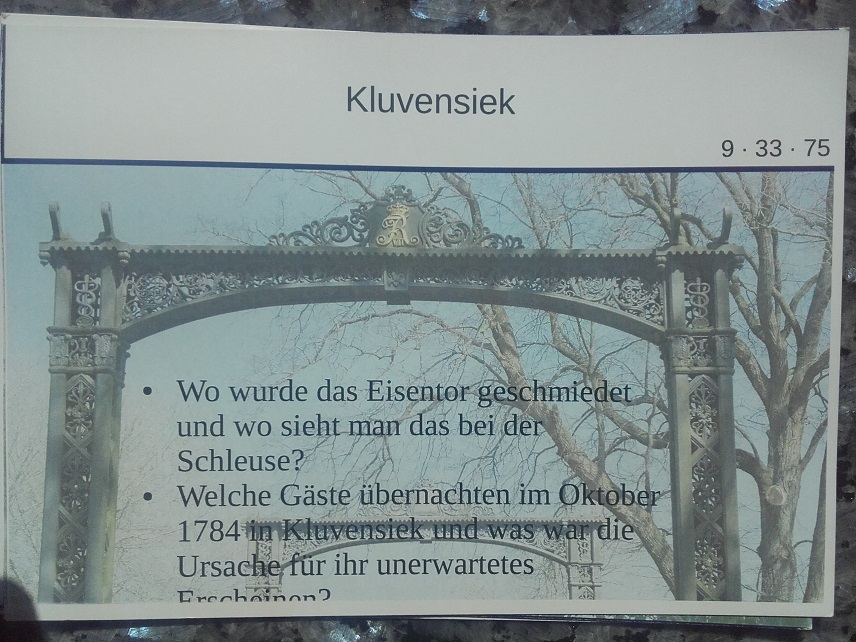 Kluvensiek
9 · 33 · 75
• Wo wurde das Eisentor geschmiedet
und wo sieht man das bei der
Schleuse?
• Welche Gäste übernachten im Oktober
1784 in Kluvensiek und was war die
Ursache für ihr unerwartetes
Erscheinen?